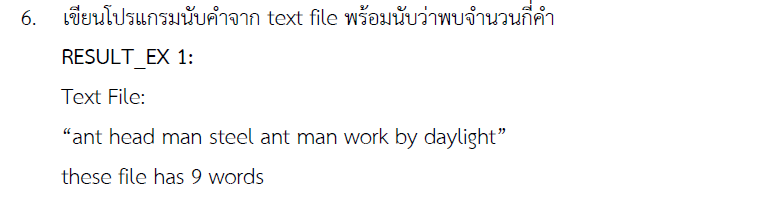 6. เขียนโปรแกรมนับคำจาก text file พร้อมนับว่าพบจำนวนกี่คำ
RESULT_EX 1:
Text File:
“ant head man steel ant man work by daylight”
these file has 9 words